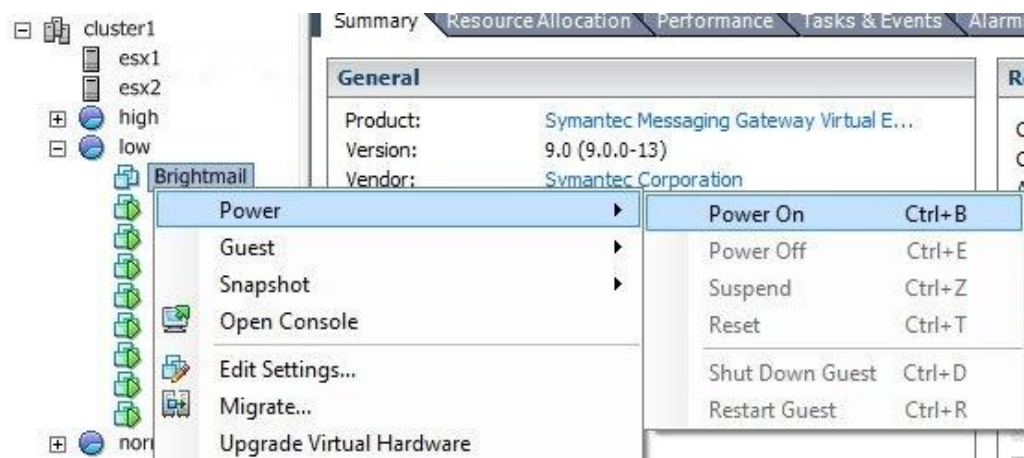 cluster1
esx1
esx2
high
low
Brightmail
Summary Resource Allocation Performance Tasks & Events Alarms
General
Product: Symantec Messaging Gateway Virtual E...
Version: 9.0 (9.0.0-13)
Vendor: Symantec Corporation
Power
Guest
Snapshot
Open Console
Edit Settings...
Migrate...
Upgrade Virtual Hardware
Power On Ctrl+B
Power Off Ctrl+E
Suspend Ctrl+Z
Reset Ctrl+T
Shut Down Guest Ctrl+D
Restart Guest Ctrl+R